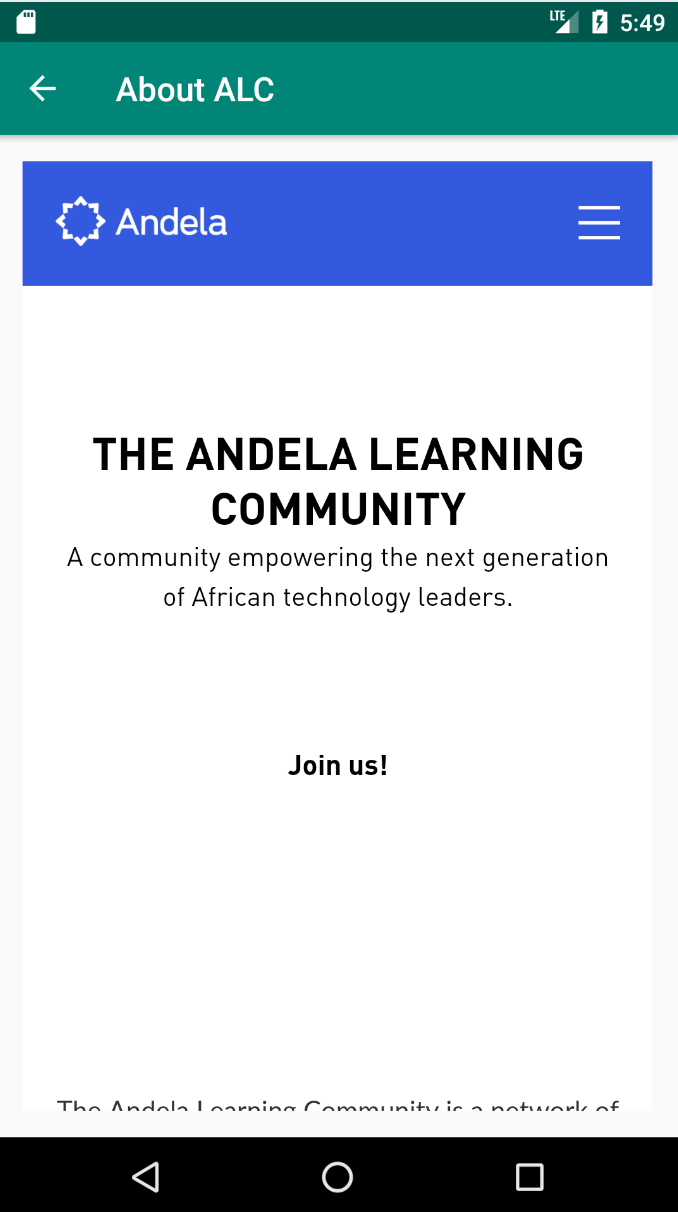 LTE 5:49
About ALC
Andela
THE ANDELA LEARNING
COMMUNITY
A community empowering the next generation
of African technology leaders.
Join us!
The Andela Learning Community is a network of